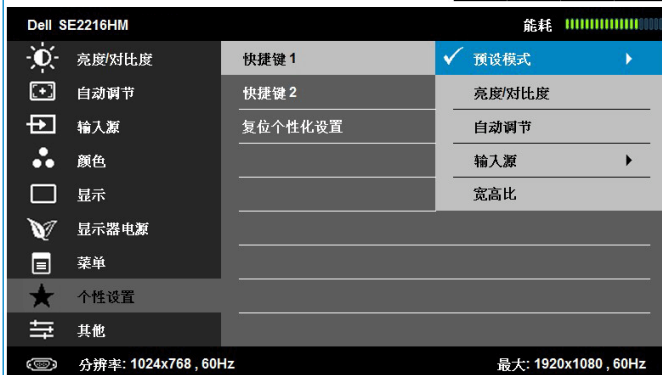 Dell SE2216HM 能耗
亮度/对比度 快捷键 1 预设模式
自动调节 快捷键 2 亮度/对比度
输入源 复位个性化设置 自动调节
颜色 输入源
显示 宽高比
显示器电源
菜单
个性设置
其他
分辨率: 1024x768 , 60Hz 最大: 1920x1080 , 60Hz